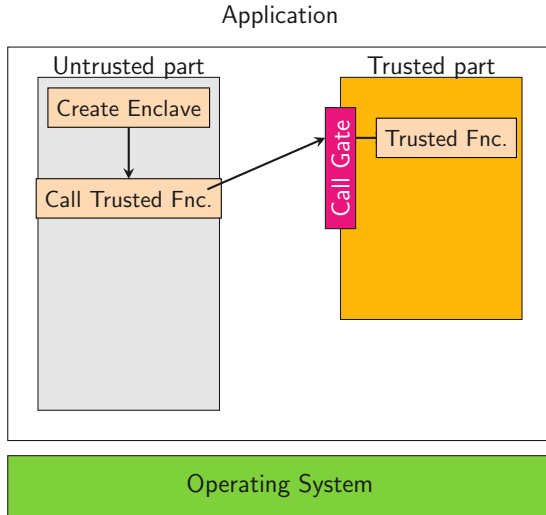 Application
Untrusted part
Trusted part
Create Enclave
Call Trusted Fnc.
Call Gate
Trusted Fnc.
Operating System